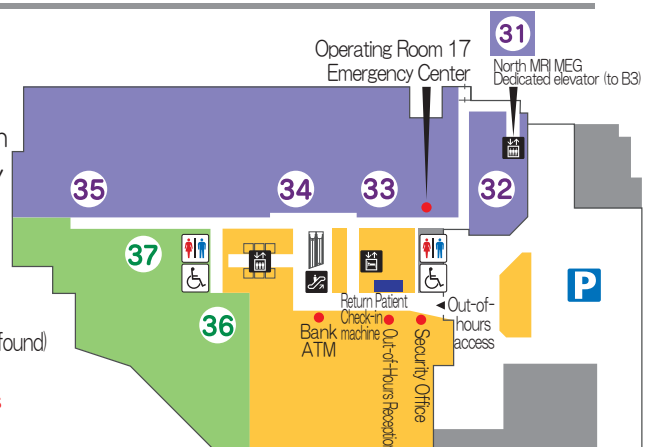 31
Operating Room 17
Emergency Center
North MRI MEG
Dedicated elevator (to B3)
35
34
33
32
37
36
P
Return Patient
Check-in
machine
Out-of-
hours
access
Bank
ATM
Out-of-Hours Receptio
Security Office
found)